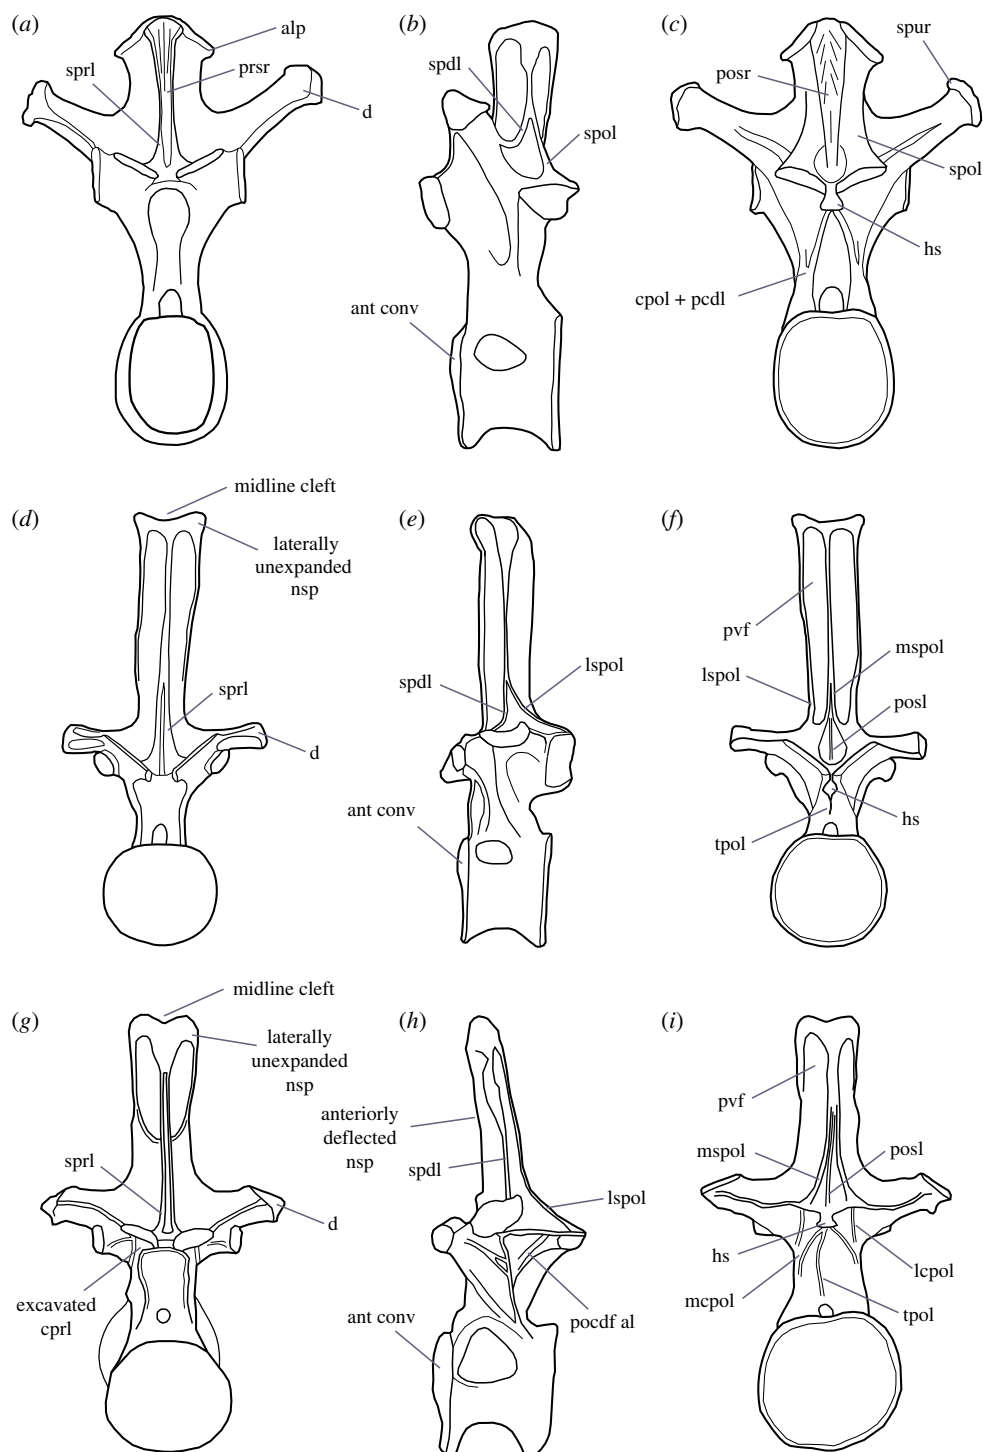 (a)
alp
sprl
prsr
d
(b)
spdl
spol
ant conv
(c)
spur
posr
spol
hs
cpol + pcdl
(d)
midline cleft
laterally
unexpanded
nsp
sprl
d
(e)
lspol
spdl
ant conv
(f)
pvf
mspol
lspol
posl
hs
tpol
(g)
midline cleft
laterally
unexpanded
nsp
sprl
d
excavated
cprl
(h)
anteriorly
deflected
nsp
spdl
lspol
ant conv
pocdf al
(i)
pvf
mspol
posl
hs
lcpol
mcpol
tpol